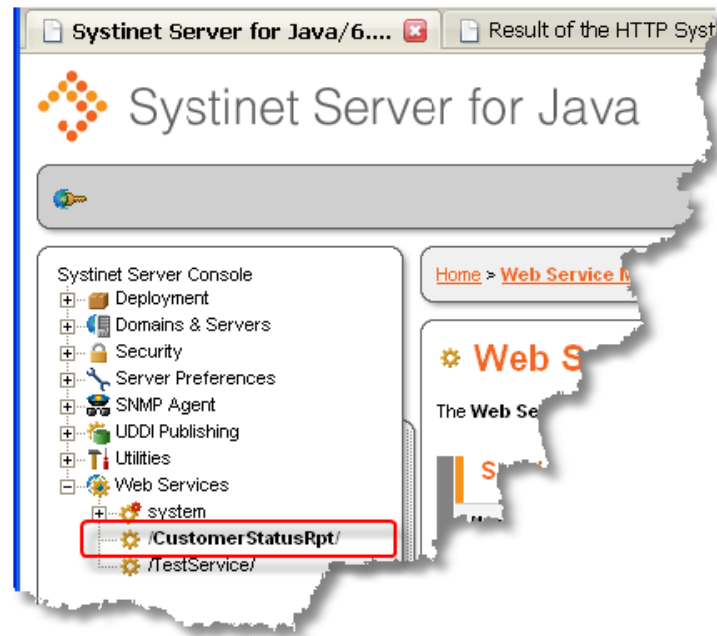 Systinet Server for Java/6....
Result of the HTTP Syst
Systinet Server for Java
Systinet Server Console
Deployment
Domains & Servers
Security
Server Preferences
SNMP Agent
UDDI Publishing
Utilities
Web Services
system
/CustomerStatusRpt/
/TestService/
Home > Web Service M
Web S
The Web Se
S